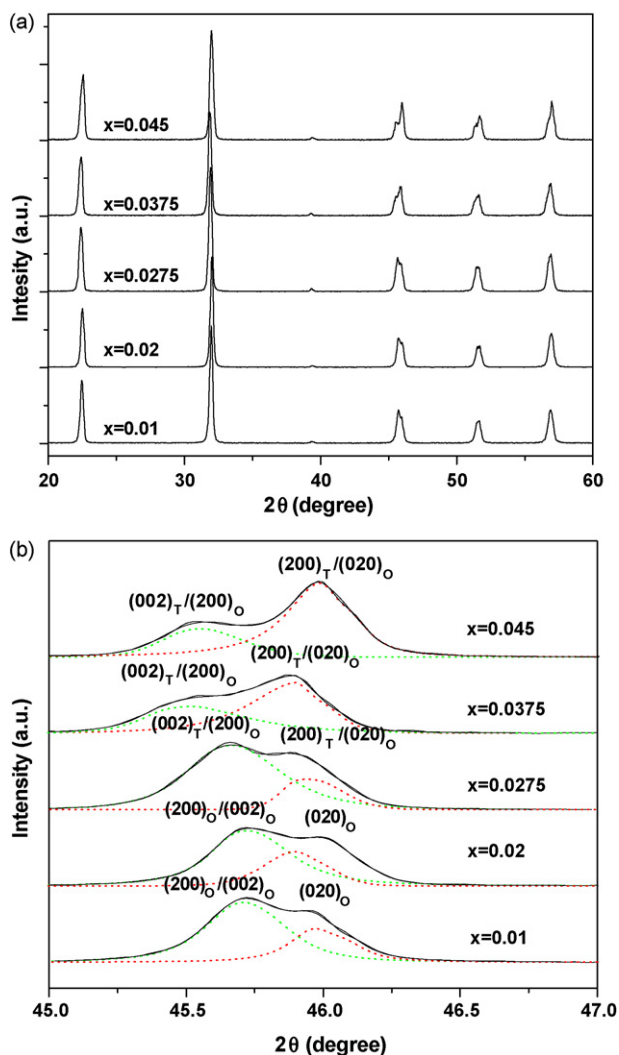 (a)
x=0.045
x=0.0375
x=0.0275
x=0.02
x=0.01
Intesity (a.u.)
20 30 40 50 60
2θ (degree)
(b)
(200)T/(020)O
(002)T/(200)O
x=0.045
(200)T/(020)O
(002)T/(200)O
x=0.0375
(002)T/(200)O
(200)T/(020)O
x=0.0275
(200)O/(002)O
(020)O
x=0.02
(200)O/(002)O
(020)O
x=0.01
Intensity (a.u.)
45.0 45.5 46.0 46.5 47.0
2θ (degree)